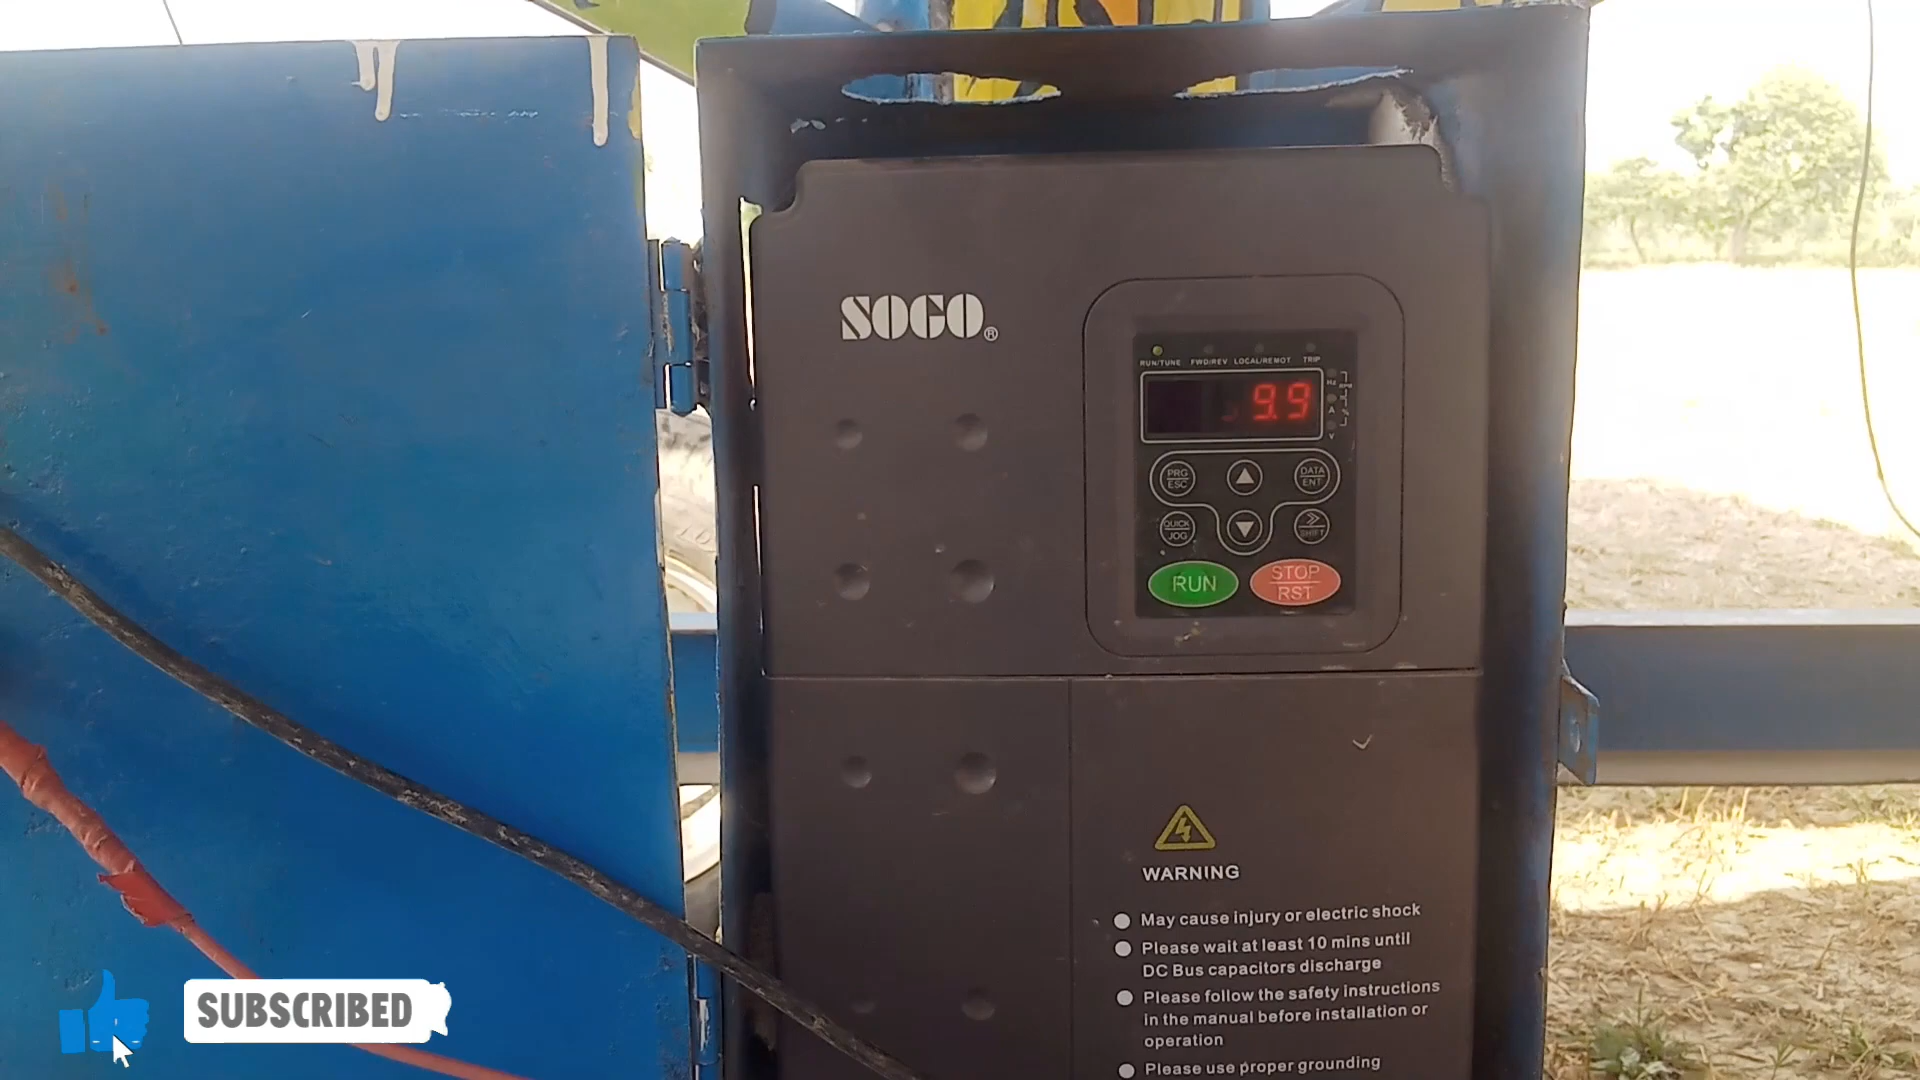 SOGO®
RUN/TUNE FWD/REV LOCAL/REMOT TRIP
9.9
Hz
RPM
A
%
V
PRG
ESC
DATA
ENT
QUICK
JOG
SHIFT
RUN
STOP
RST
WARNING
May cause injury or electric shock
Please wait at least 10 mins until
DC Bus capacitors discharge
Please follow the safety instructions
in the manual before installation or
operation
Please use proper grounding
SUBSCRIBED